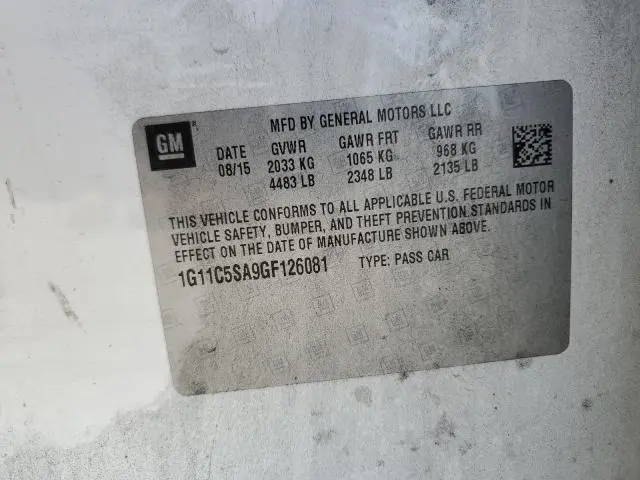 GM
MFD BY GENERAL MOTORS LLC
DATE GVWR GAWR FRT GAWR RR
08/15 2033 KG 1065 KG 968 KG
4483 LB 2348 LB 2135 LB
THIS VEHICLE CONFORMS TO ALL APPLICABLE U.S. FEDERAL MOTOR
VEHICLE SAFETY, BUMPER, AND THEFT PREVENTION STANDARDS IN
EFFECT ON THE DATE OF MANUFACTURE SHOWN ABOVE.
1G11C5SA9GF126081 TYPE: PASS CAR